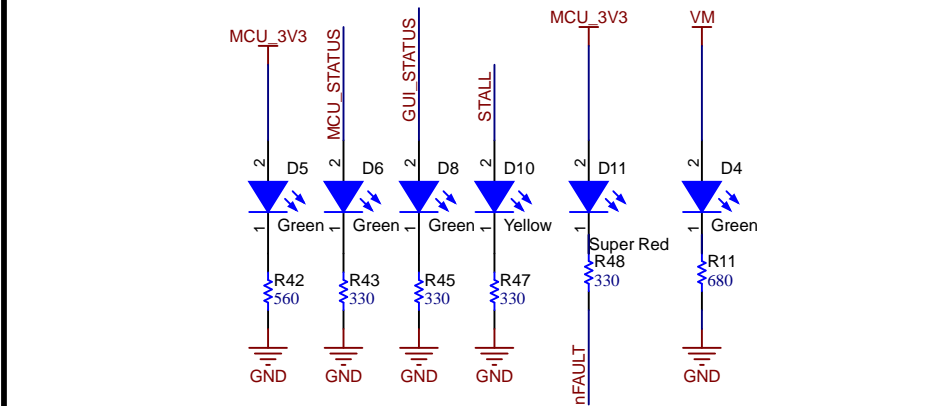 MCU_3V3
MCU_STATUS
GUI_STATUS
STALL
MCU_3V3
VM
2
D5
2
D6
2
D8
2
D10
2
D11
2
D4
1
Green
1
Green
1
Green
1
Yellow
1
Super Red
1
Green
R42
560
R43
330
R45
330
R47
330
R48
330
R11
680
GND
GND
GND
GND
nFAULT
GND